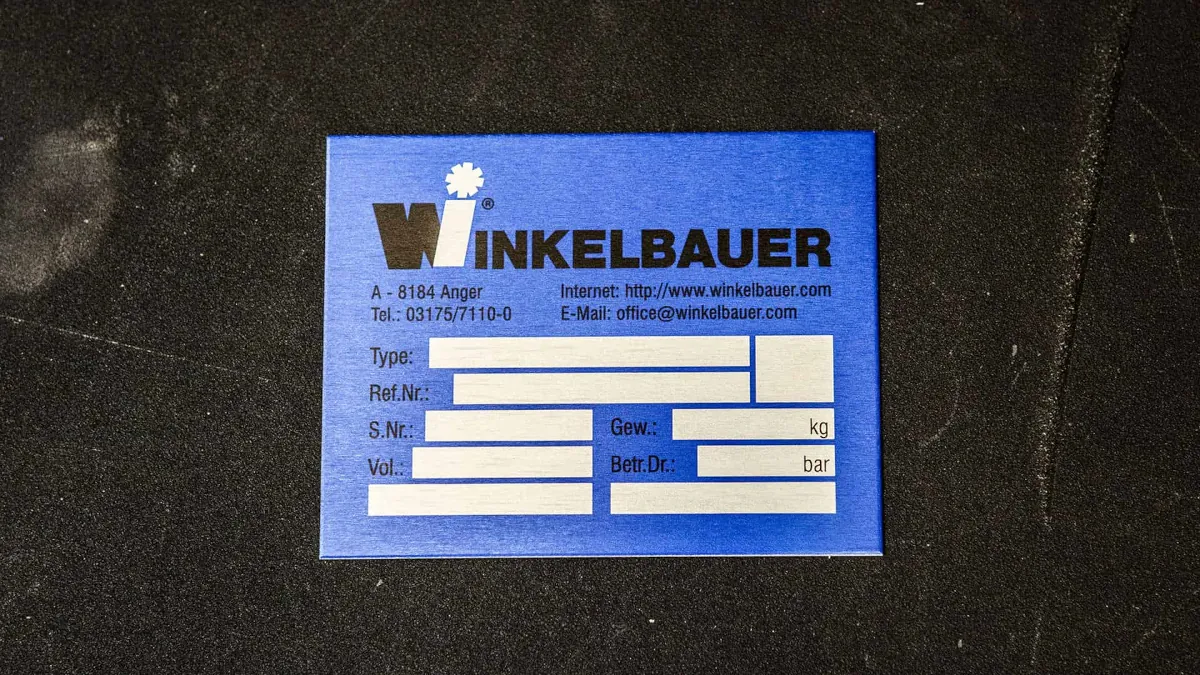 WINKELBAUER®
A - 8184 Anger Internet: http://www.winkelbauer.com
Tel.: 03175/7110-0 E-Mail: office@winkelbauer.com
Type:
Ref.Nr.:
S.Nr.: Gew.: kg
Vol.: Betr.Dr.: bar